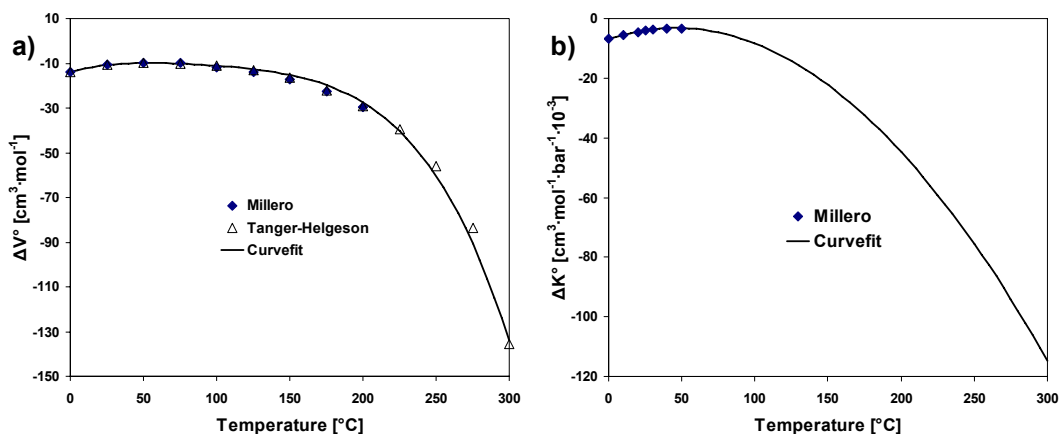 a)
10
-10
-30
-50
-70
-90
-110
-130
-150
ΔV° [cm³·mol⁻¹]
Millero
Tanger-Helgeson
Curvefit
0 50 100 150 200 250 300
Temperature [°C]
b)
0
-20
-40
-60
-80
-100
-120
ΔK° [cm³·mol⁻¹·bar⁻¹·10⁻³]
Millero
Curvefit
0 50 100 150 200 250 300
Temperature [°C]